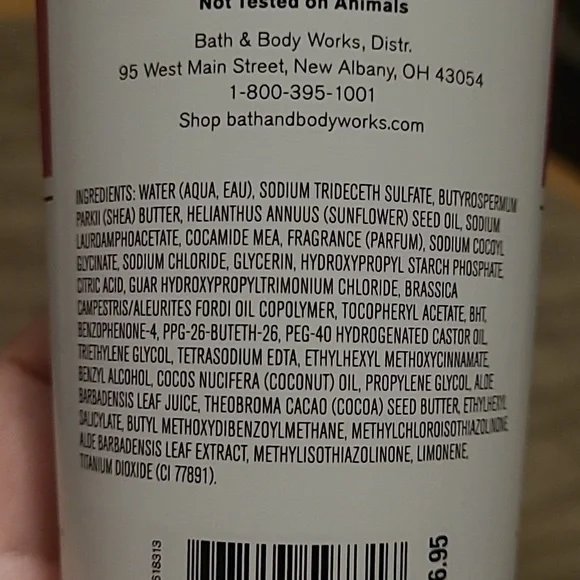 Not Tested on Animals
Bath & Body Works, Distr.
95 West Main Street, New Albany, OH 43054
1-800-395-1001
Shop bathandbodyworks.com
INGREDIENTS: WATER (AQUA, EAU), SODIUM TRIDECETH SULFATE, BUTYROSPERMUM
PARKII (SHEA) BUTTER, HELIANTHUS ANNUUS (SUNFLOWER) SEED OIL, SODIUM
LAUROAMPHOACETATE, COCAMIDE MEA, FRAGRANCE (PARFUM), SODIUM COCOYL
GLYCINATE, SODIUM CHLORIDE, GLYCERIN, HYDROXYPROPYL STARCH PHOSPHATE,
CITRIC ACID, GUAR HYDROXYPROPYLTRIMONIUM CHLORIDE, BRASSICA
CAMPESTRIS/ALEURITES FORDI OIL COPOLYMER, TOCOPHERYL ACETATE, BHT,
BENZOPHENONE-4, PPG-26-BUTETH-26, PEG-40 HYDROGENATED CASTOR OIL,
TRIETHYLENE GLYCOL, TETRASODIUM EDTA, ETHYLHEXYL METHOXYCINNAMATE,
BENZYL ALCOHOL, COCOS NUCIFERA (COCONUT) OIL, PROPYLENE GLYCOL, ALOE
BARBADENSIS LEAF JUICE, THEOBROMA CACAO (COCOA) SEED BUTTER, ETHYLHEXYL
SALICYLATE, BUTYL METHOXYDIBENZOYLMETHANE, METHYLCHLOROISOTHIAZOLINONE,
ALOE BARBADENSIS LEAF EXTRACT, METHYLISOTHIAZOLINONE, LIMONENE,
TITANIUM DIOXIDE (CI 77891).
618313
6.95